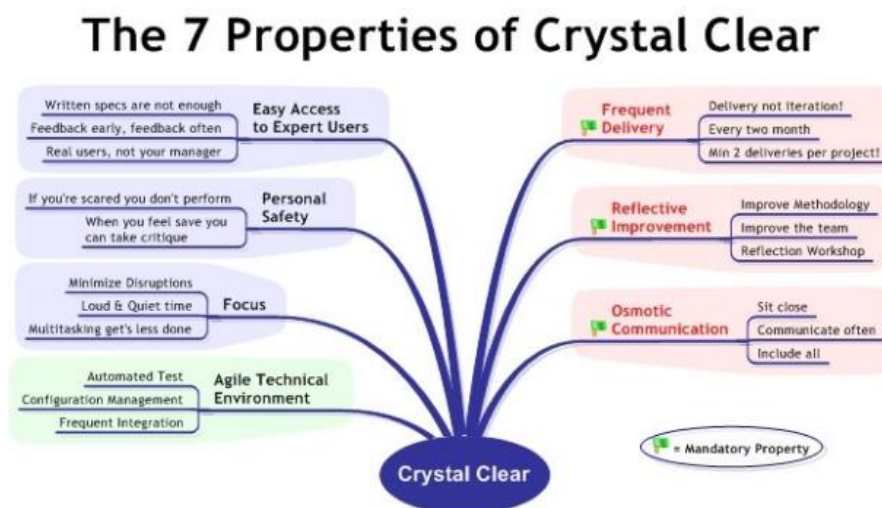 The 7 Properties of Crystal Clear
Written specs are not enough
Feedback early, feedback often
Real users, not your manager
Easy Access
to Expert Users
If you're scared you don't perform
When you feel save you
can take critique
Personal
Safety
Minimize Disruptions
Loud & Quiet time
Multitasking get's less done
Focus
Automated Test
Configuration Management
Frequent Integration
Agile Technical
Environment
Frequent
Delivery
Delivery not Iteration!
Every two month
Min 2 deliveries per project!
Reflective
Improvement
Improve Methodology
Improve the team
Reflection Workshop
Osmotic
Communication
Sit close
Communicate often
Include all
= Mandatory Property
Crystal Clear